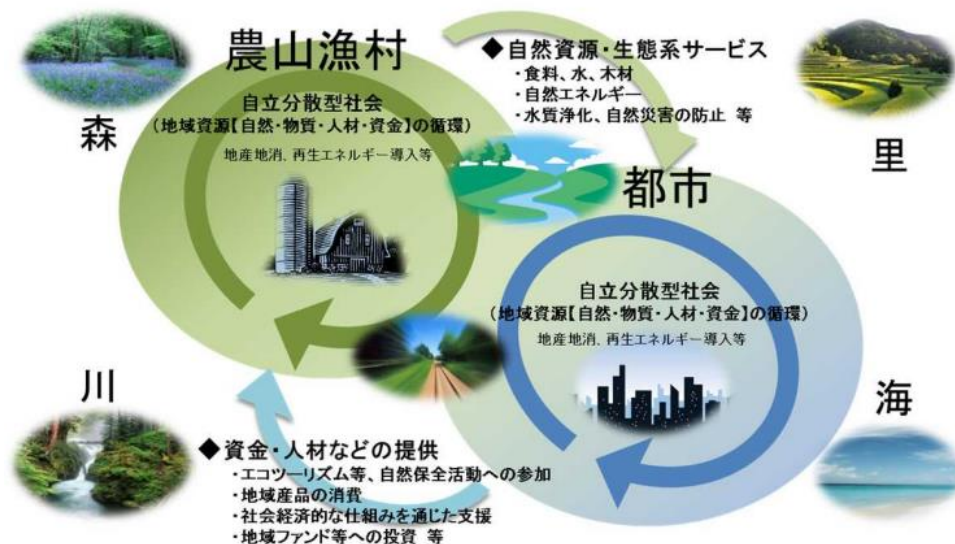 農山漁村
森
自立分散型社会
(地域資源【自然・物質・人材・資金】の循環)
地産地消、再生エネルギー導入等
◆自然資源・生態系サービス
・食料、水、木材
・自然エネルギー
・水質浄化、自然災害の防止 等
里
都市
自立分散型社会
(地域資源【自然・物質・人材・資金】の循環)
地産地消、再生エネルギー導入等
川
海
◆資金・人材などの提供
・エコツーリズム等、自然保全活動への参加
・地域産品の消費
・社会経済的な仕組みを通じた支援
・地域ファンド等への投資 等